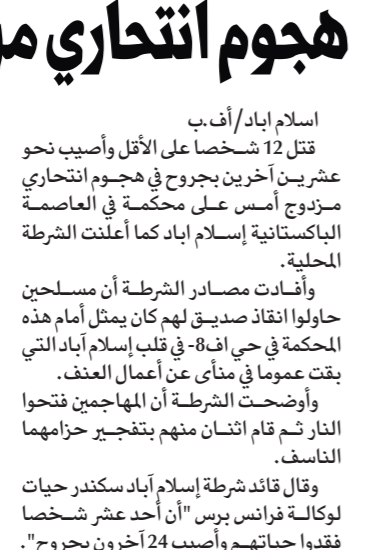 هجوم انتحاري
اسلام اباد/أف.ب
قتل 12 شخصا على الأقل وأصيب نحو
عشرين آخرين بجروح في هجوم انتحاري
مزدوج أمس على محكمة في العاصمة
الباكستانية إسلام اباد كما أعلنت الشرطة
المحلية.
وأفادت مصادر الشرطة أن مسلحين
حاولوا انقاذ صديق لهم كان يمثل أمام هذه
المحكمة في حي اف8- في قلب إسلام آباد التي
بقت عموما في منأى عن أعمال العنف.
وأوضحت الشرطة أن المهاجمين فتحوا
النار ثم قام اثنان منهم بتفجير حزامهما
الناسف.
وقال قائد شرطة إسلام آباد سكندر حيات
لوكالة فرانس برس "أن أحد عشر شخصا
فقدوا حياتهم وأصيب 24 آخرون بجروح".